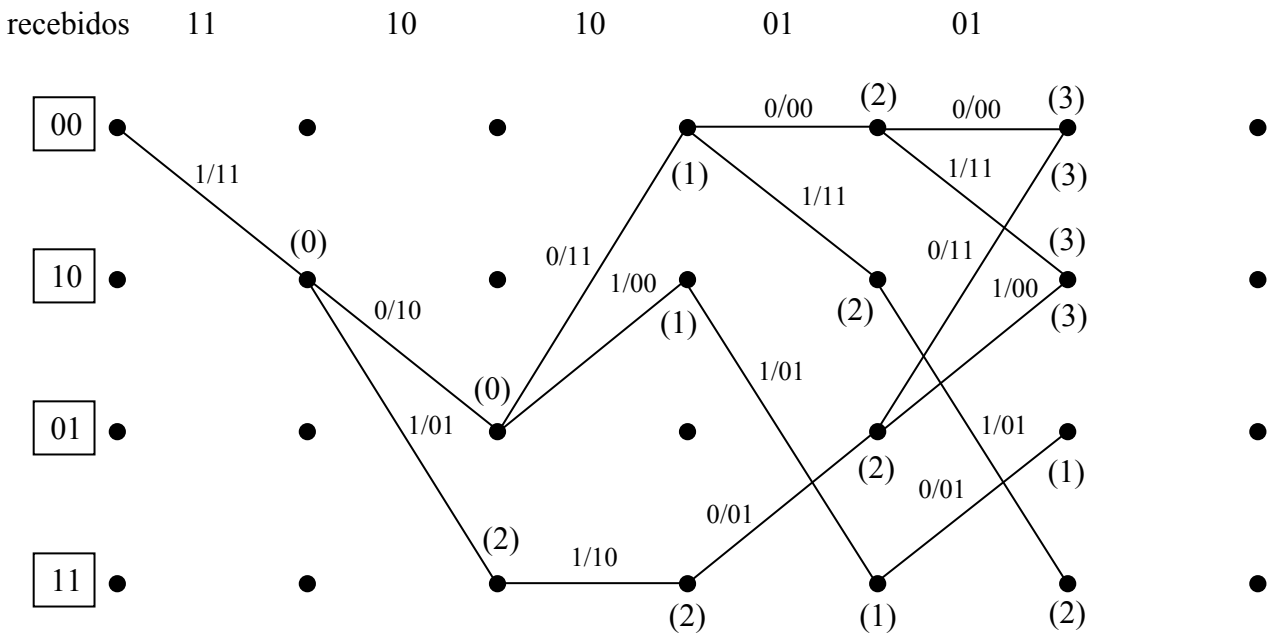 recebidos 11 10 10 01 01
00 0/00 (2) 0/00 (3)
1/11 (1) 1/11 1/11 (3)
10 (0) 0/11 1/00 0/11 (3)
0/10 (1) (2) 1/00 (3)
01 (0) 1/01
1/01 (2) 1/01 (1)
0/01 0/01
11 (2) 1/10 (2) (1) (2)